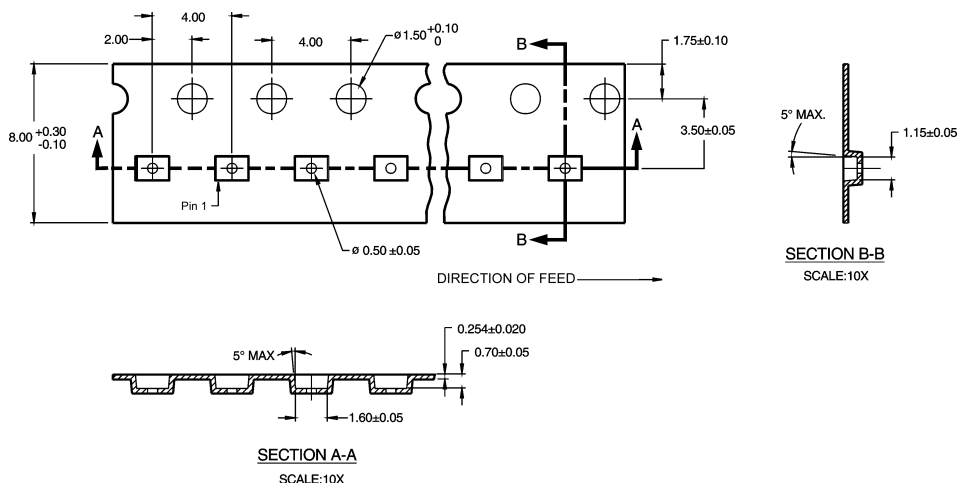 4.00
2.00
4.00
ø1.50 +0.10
0
B
1.75±0.10
8.00 +0.30
-0.10
A
A
3.50±0.05
5° MAX.
1.15±0.05
Pin 1
ø 0.50 ±0.05
B
SECTION B-B
SCALE:10X
DIRECTION OF FEED
0.254±0.020
5° MAX
0.70±0.05
1.60±0.05
SECTION A-A
SCALE:10X